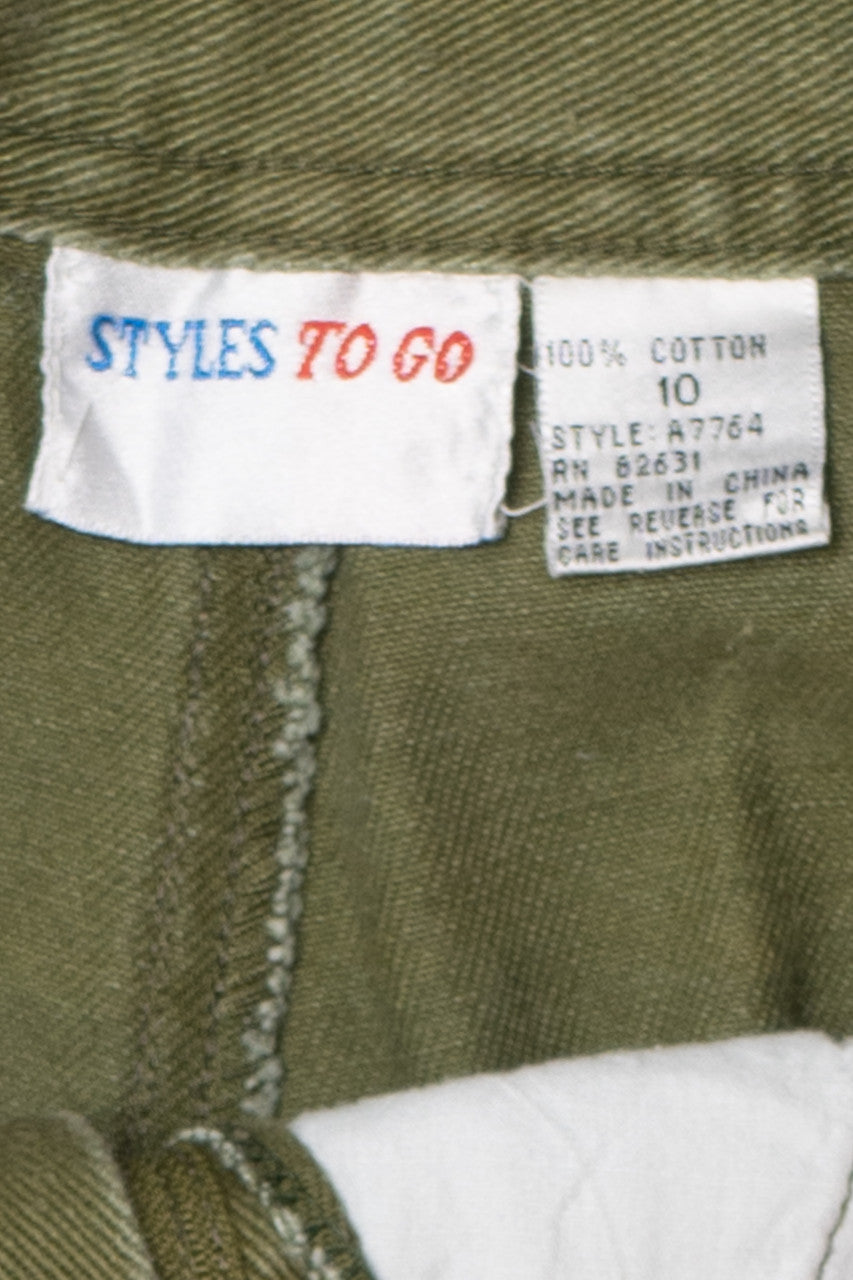 STYLES TO GO
100% COTTON
10
STYLE: A7764
RN 82631
MADE IN CHINA
SEE REVERSE FOR
CARE INSTRUCTIONS